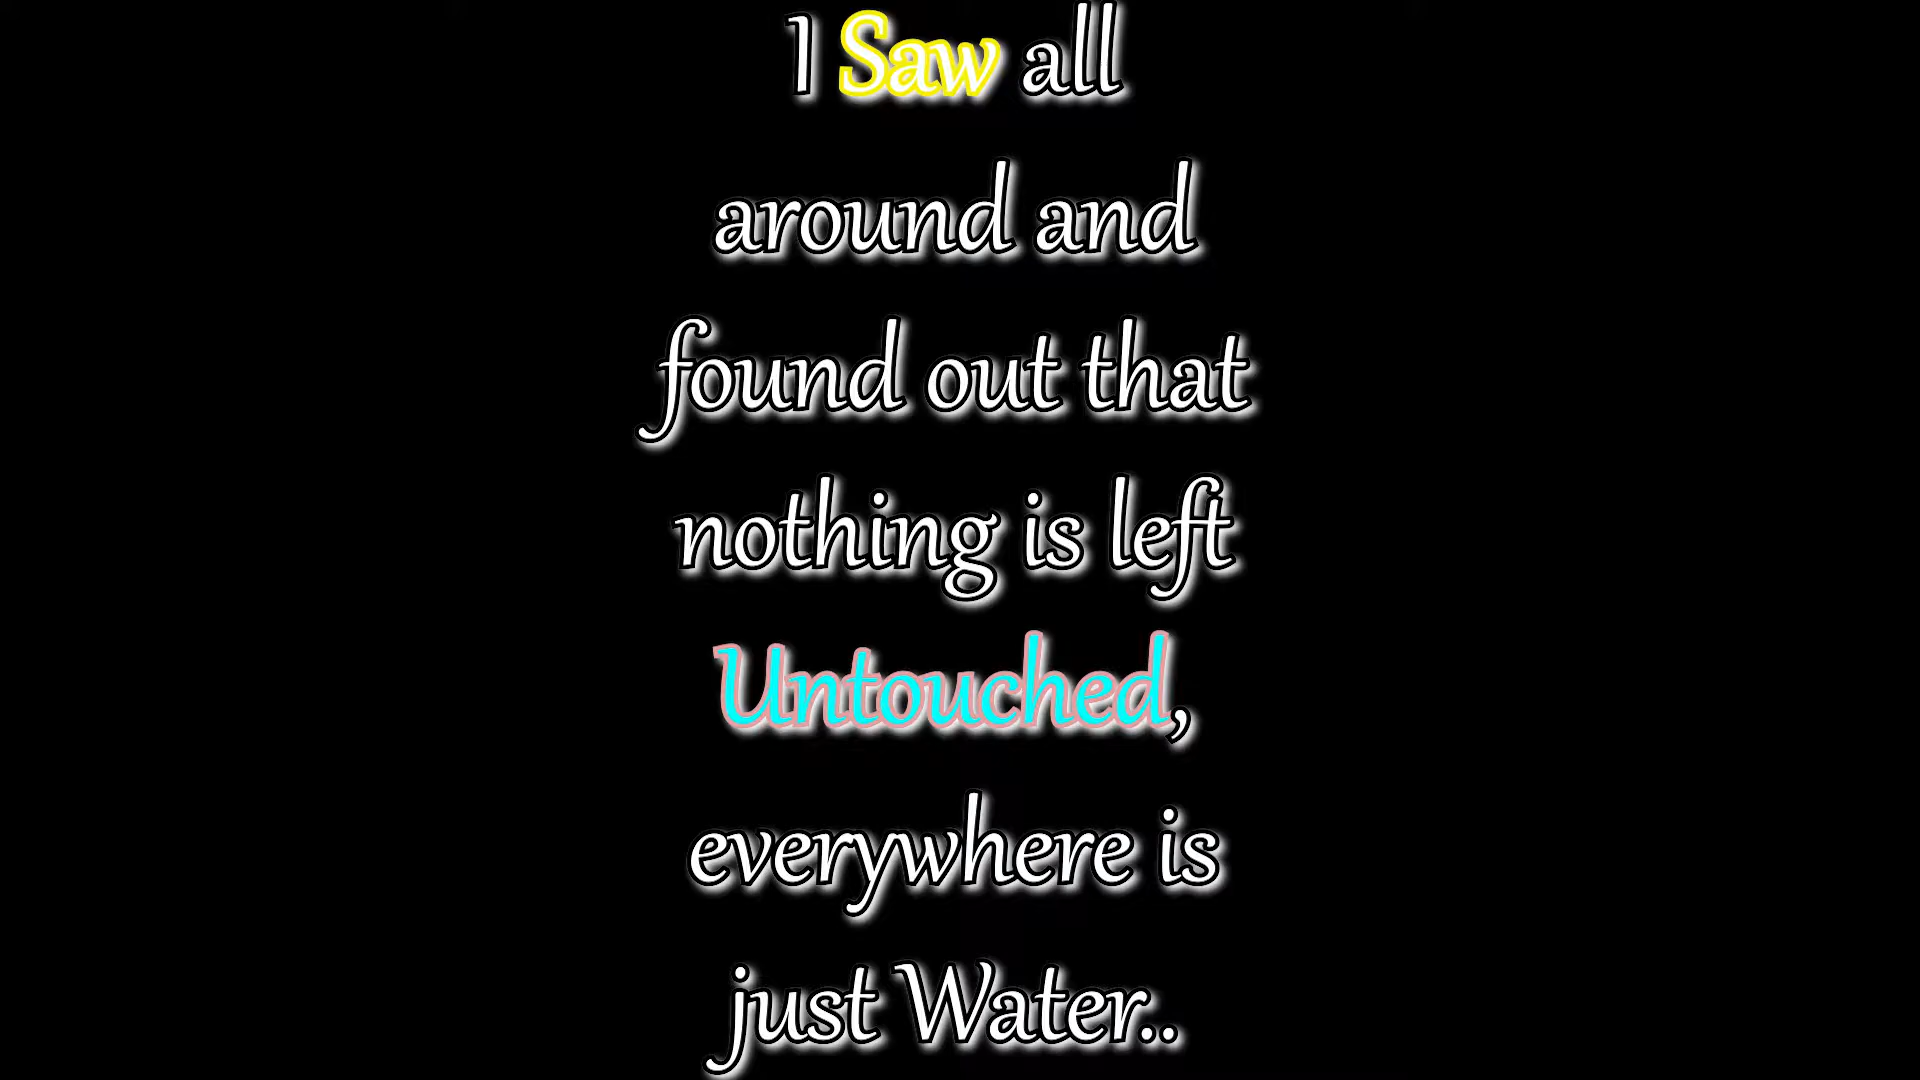 I Saw all
around and
found out that
nothing is left
Untouched,
everywhere is
just Water..